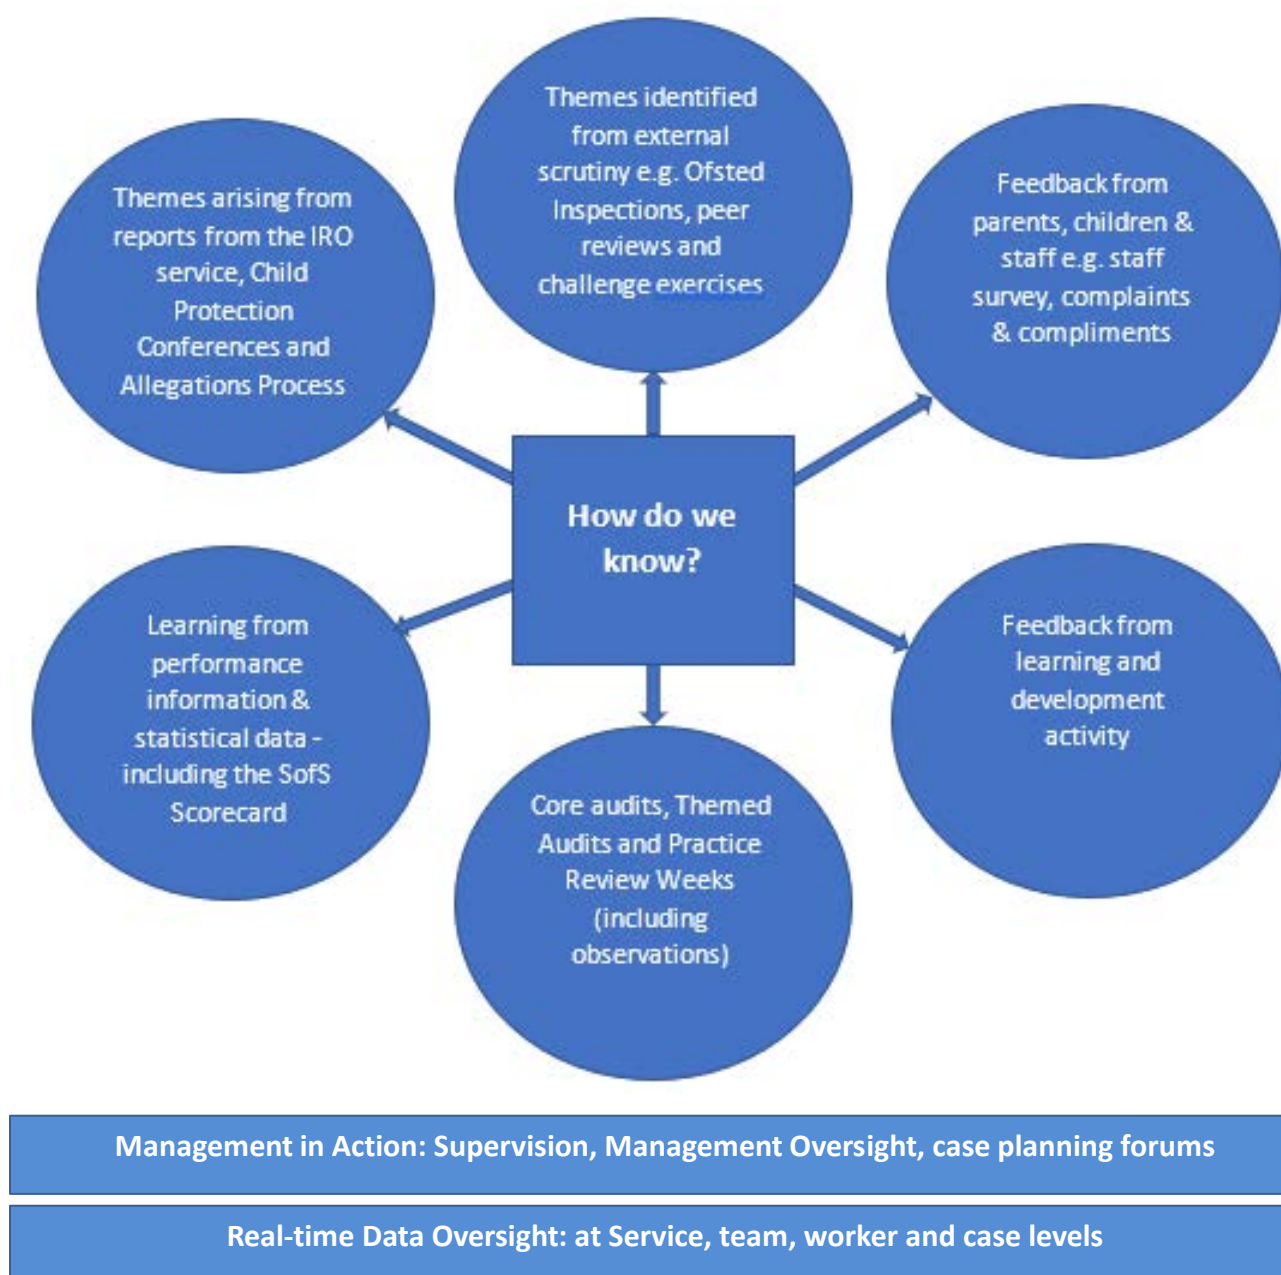 Themes identified
from external
scrutiny e.g. Ofsted
Inspections, peer
reviews and
challenge exercises
Themes arising from
reports from the IRO
service, Child
Protection
Conferences and
Allegations Process
Feedback from
parents, children &
staff e.g. staff
survey, complaints
& compliments
How do we
know?
Learning from
performance
information &
statistical data -
including the SofS
Scorecard
Feedback from
learning and
development
activity
Core audits, Themed
Audits and Practice
Review Weeks
(including
observations)
Management in Action: Supervision, Management Oversight, case planning forums
Real-time Data Oversight: at Service, team, worker and case levels